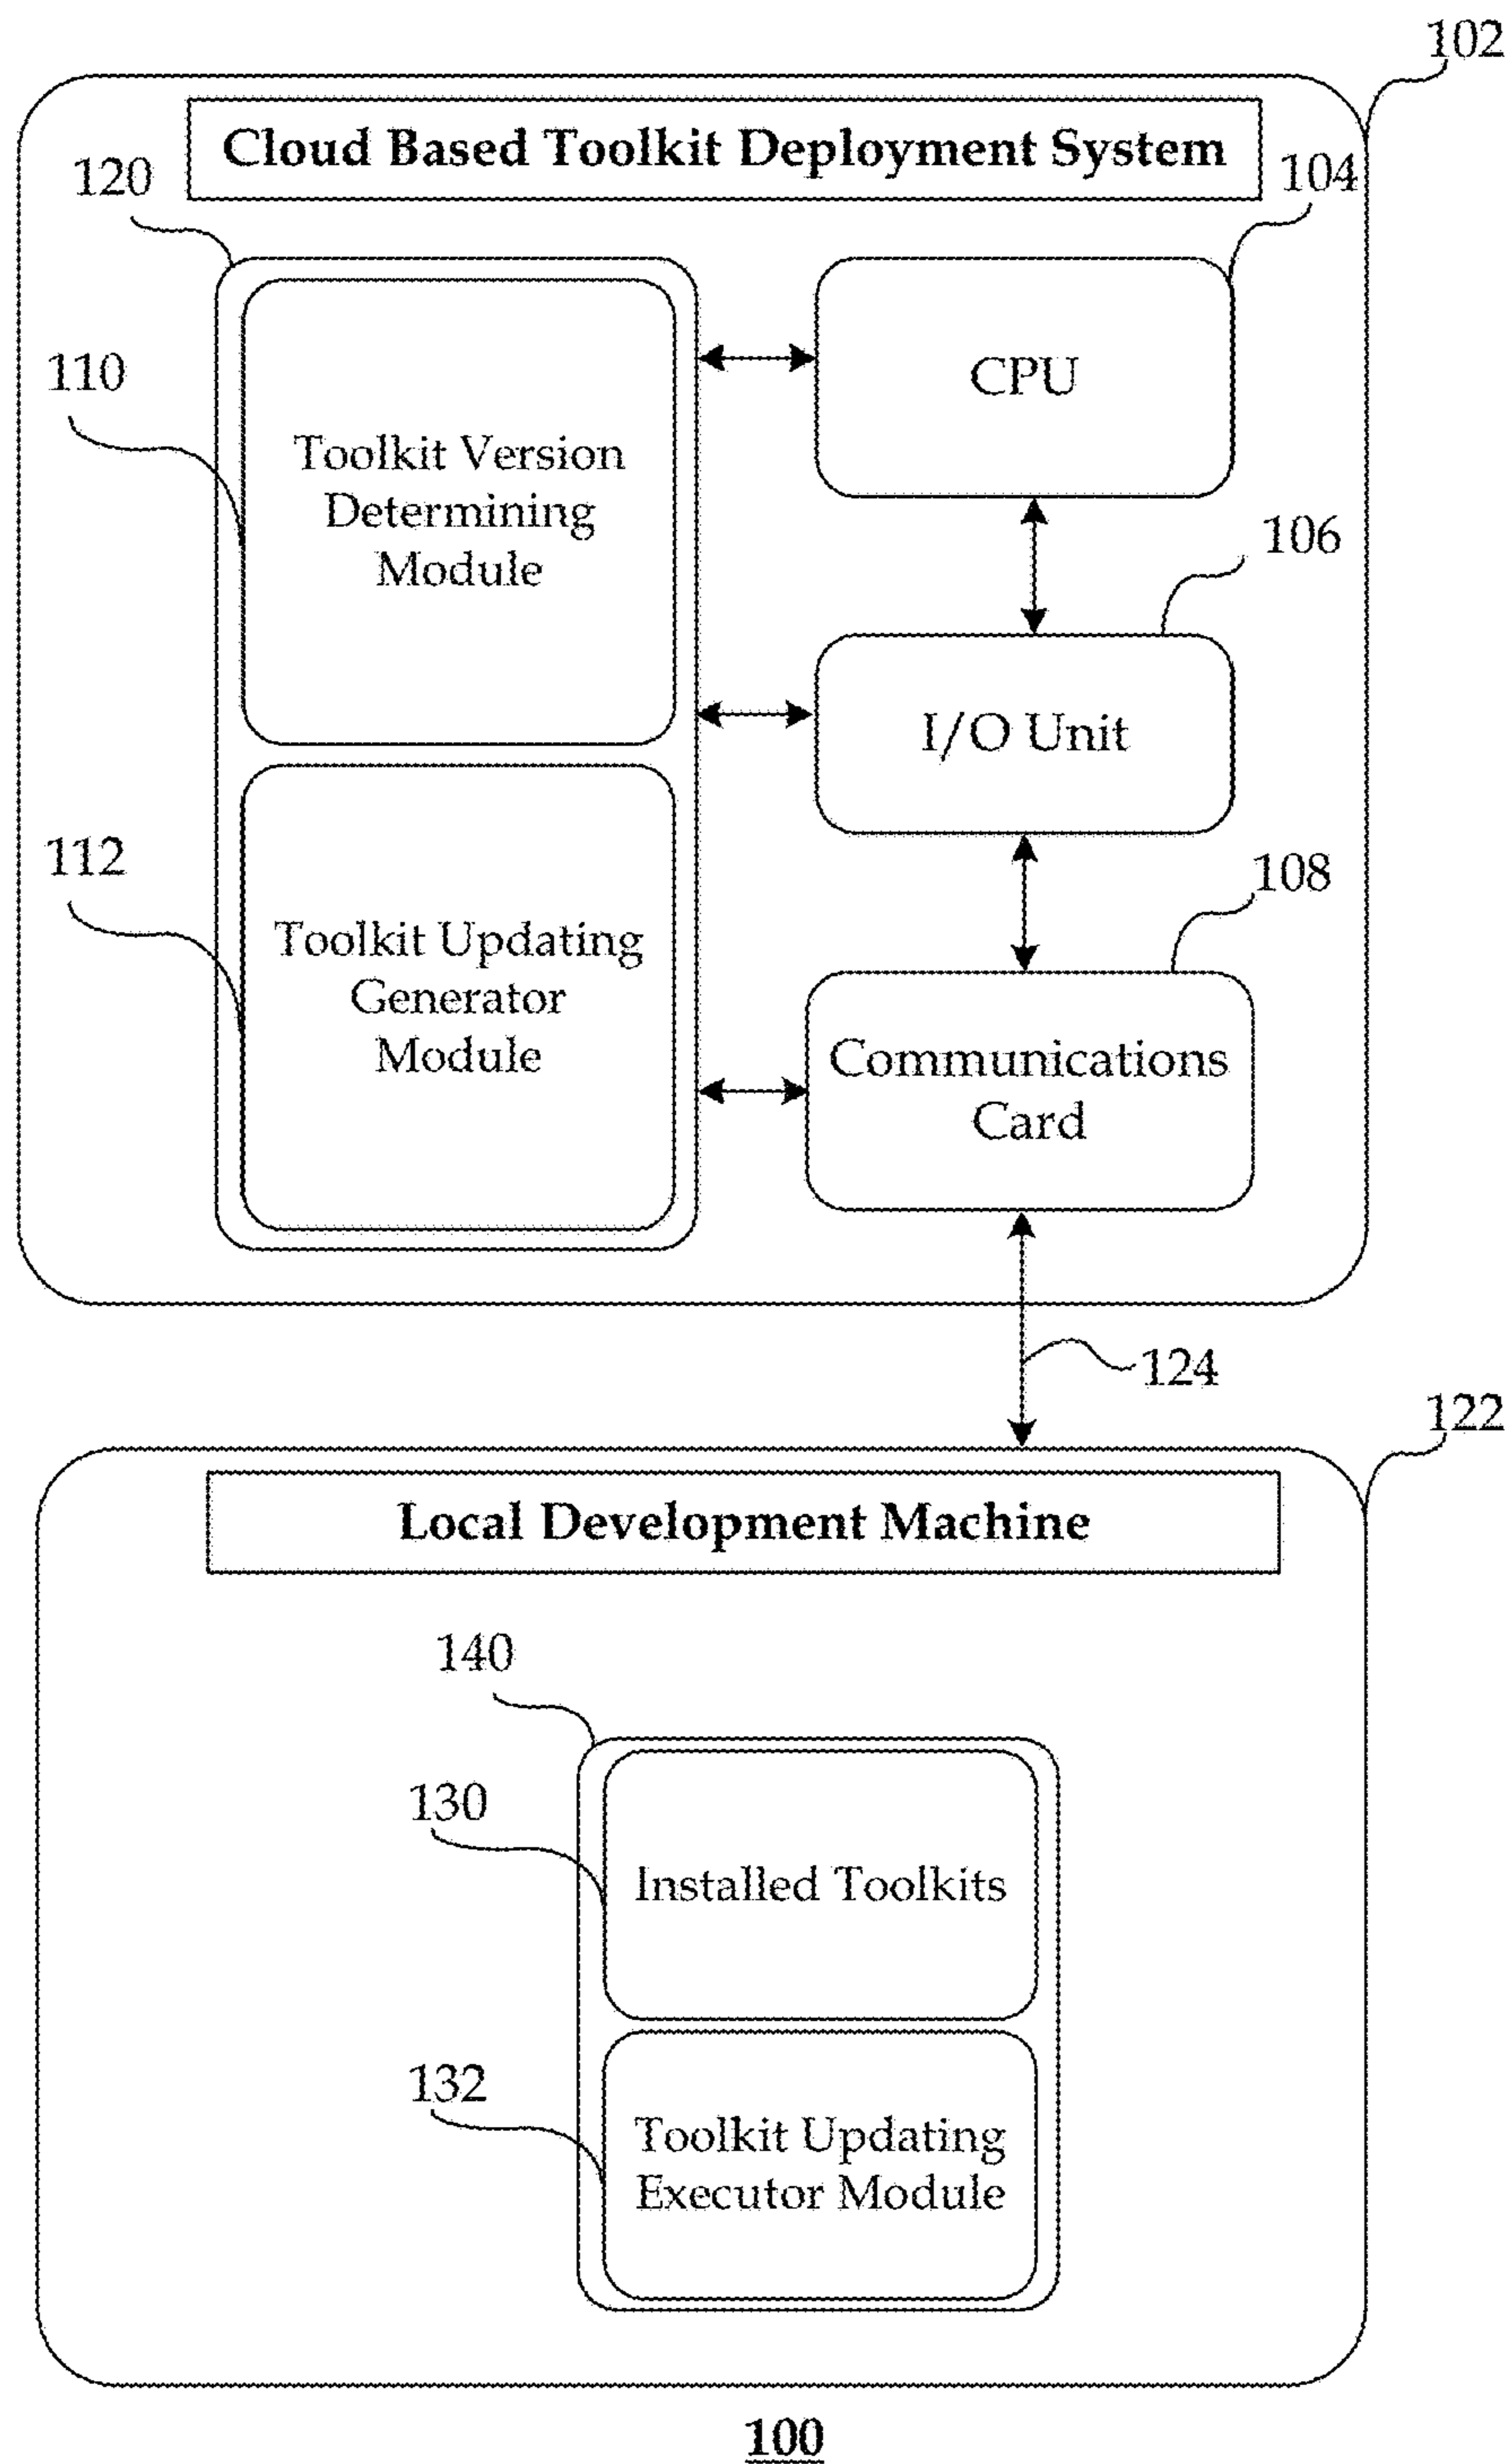 102
Cloud Based Toolkit Deployment System
120
104
110
Toolkit Version
Determining
Module
CPU
106
I/O Unit
112
Toolkit Updating
Generator
Module
108
Communications
Card
124
122
Local Development Machine
140
130
Installed Toolkits
132
Toolkit Updating
Executor Module
100